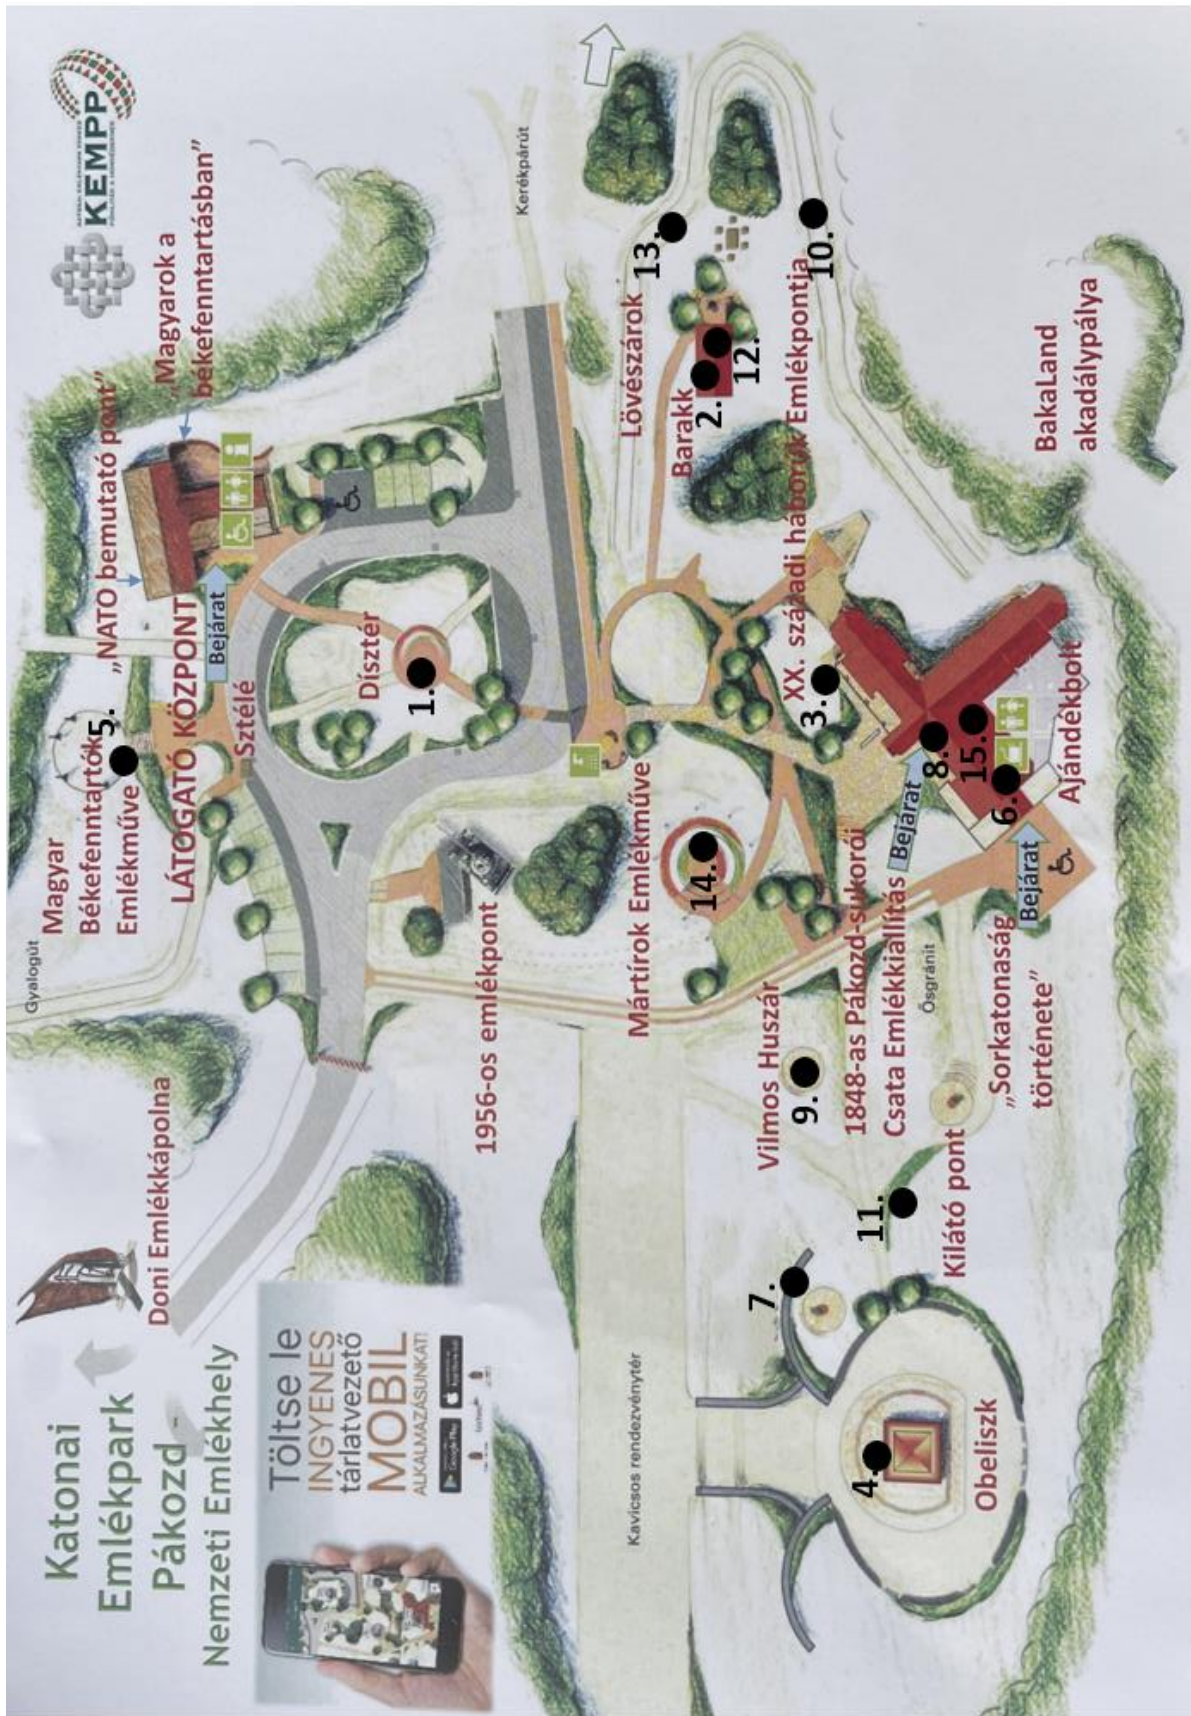 Katonai
Emlékpark
Pákozd
Nemzeti Emlékhely
KEMPP
Töltse le
INGYENES
tárlatvezető
MOBIL
ALKALMAZÁSUNKAT!
Doni Emlékkápolna
Gyalogút
Magyar
Békefenntartók
Emlékműve
5.
LÁTOGATÓ KÖZPONT
„NATO bemutató pont”
„Magyarok a
békefenntartásban”
Bejárat
Sztélé
Dísztér
1.
Kerékpárút
1956-os emlékpont
Lövészárok
13.
Barakk
2.
12.
10.
XX. századi háborúk Emlékpontja
3.
BakaLand
akadálypálya
Mártírok Emlékműve
14.
Vilmos Huszár
9.
1848-as Pákozd-sukorói
Csata Emlékkiállítás
Bejárat
8.
15.
6.
Ajándékbolt
Bejárat
Ősgránit
„Sorkatonaság
története”
Kilátó pont
11.
7.
Kavicsos rendezvénytér
4.
Obeliszk